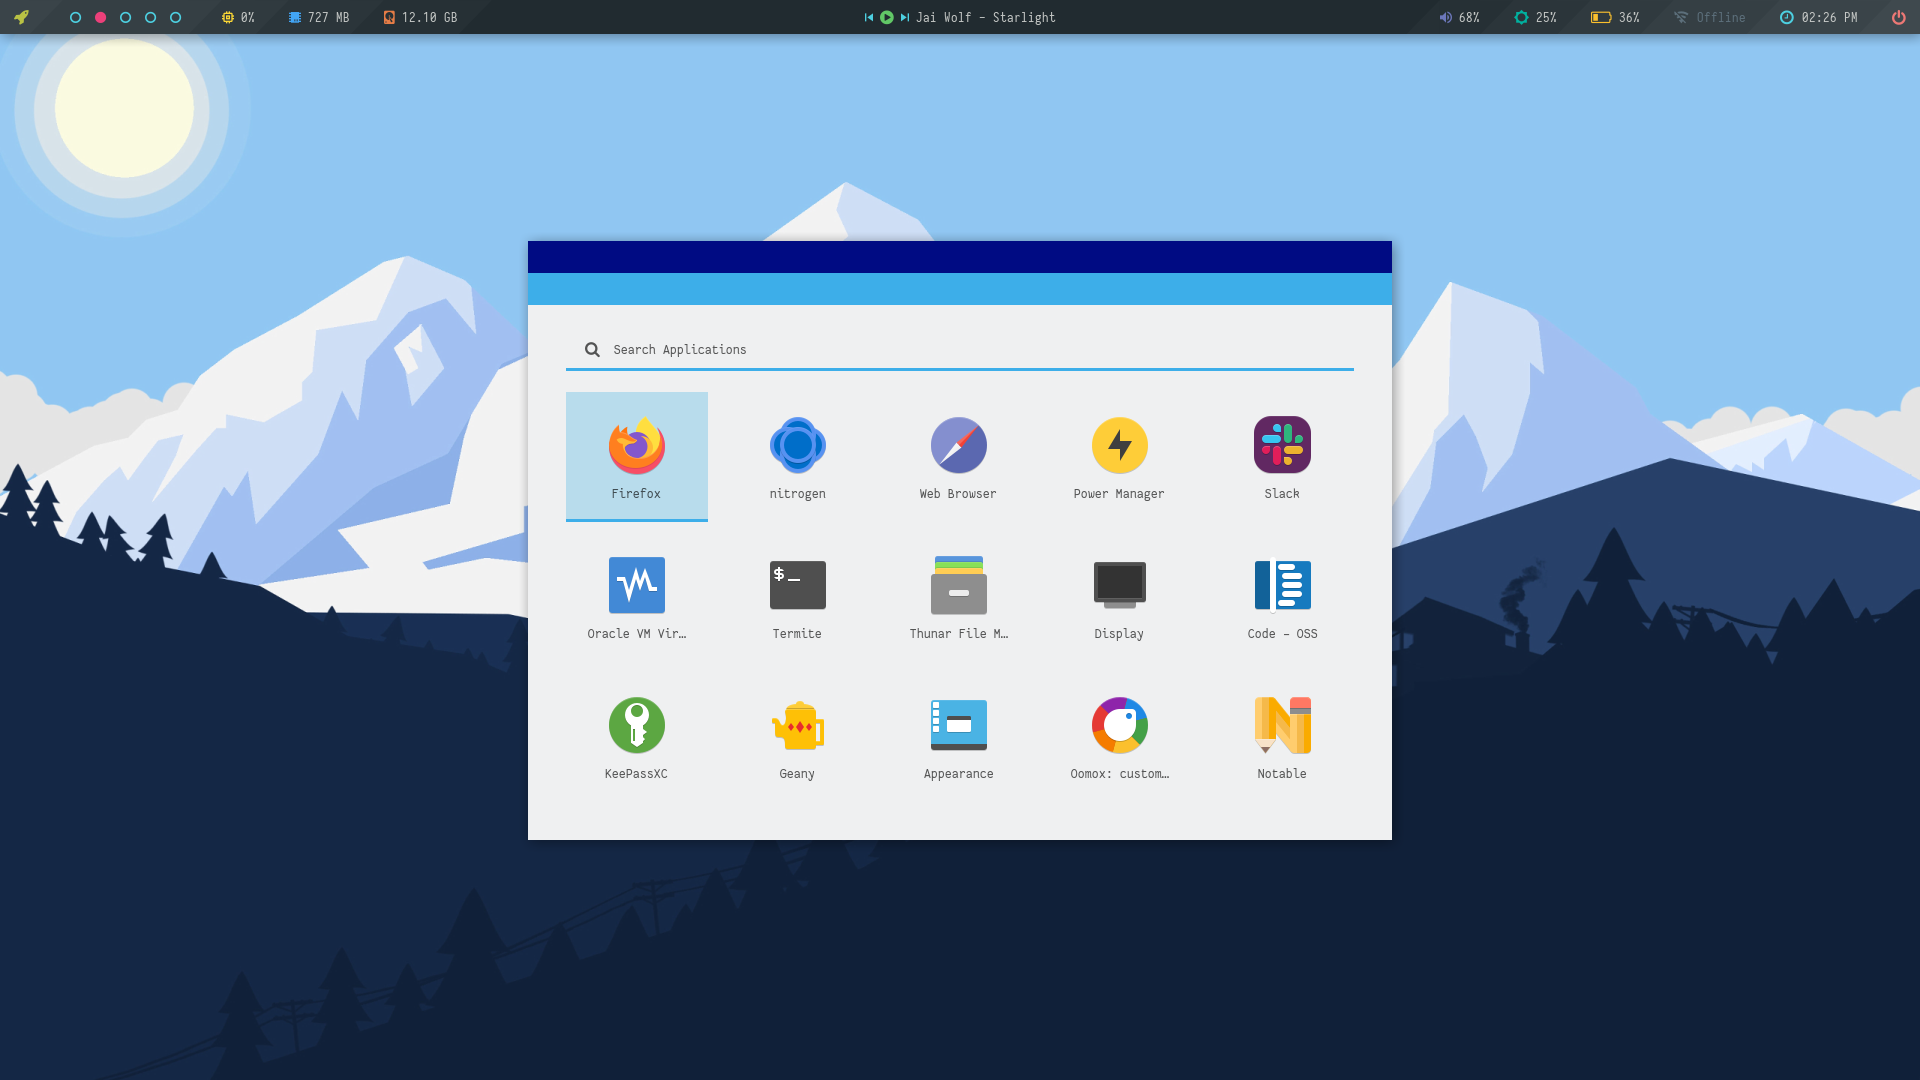 0% 727 MB 12.10 GB Jai Wolf - Starlight 68% 25% 36% Offline 02:26 PM
Search Applications
Firefox nitrogen Web Browser Power Manager Slack
$_
Oracle VM Vir… Termite Thunar File M… Display Code - OSS
KeePassXC Geany Appearance Oomox: custom… Notable